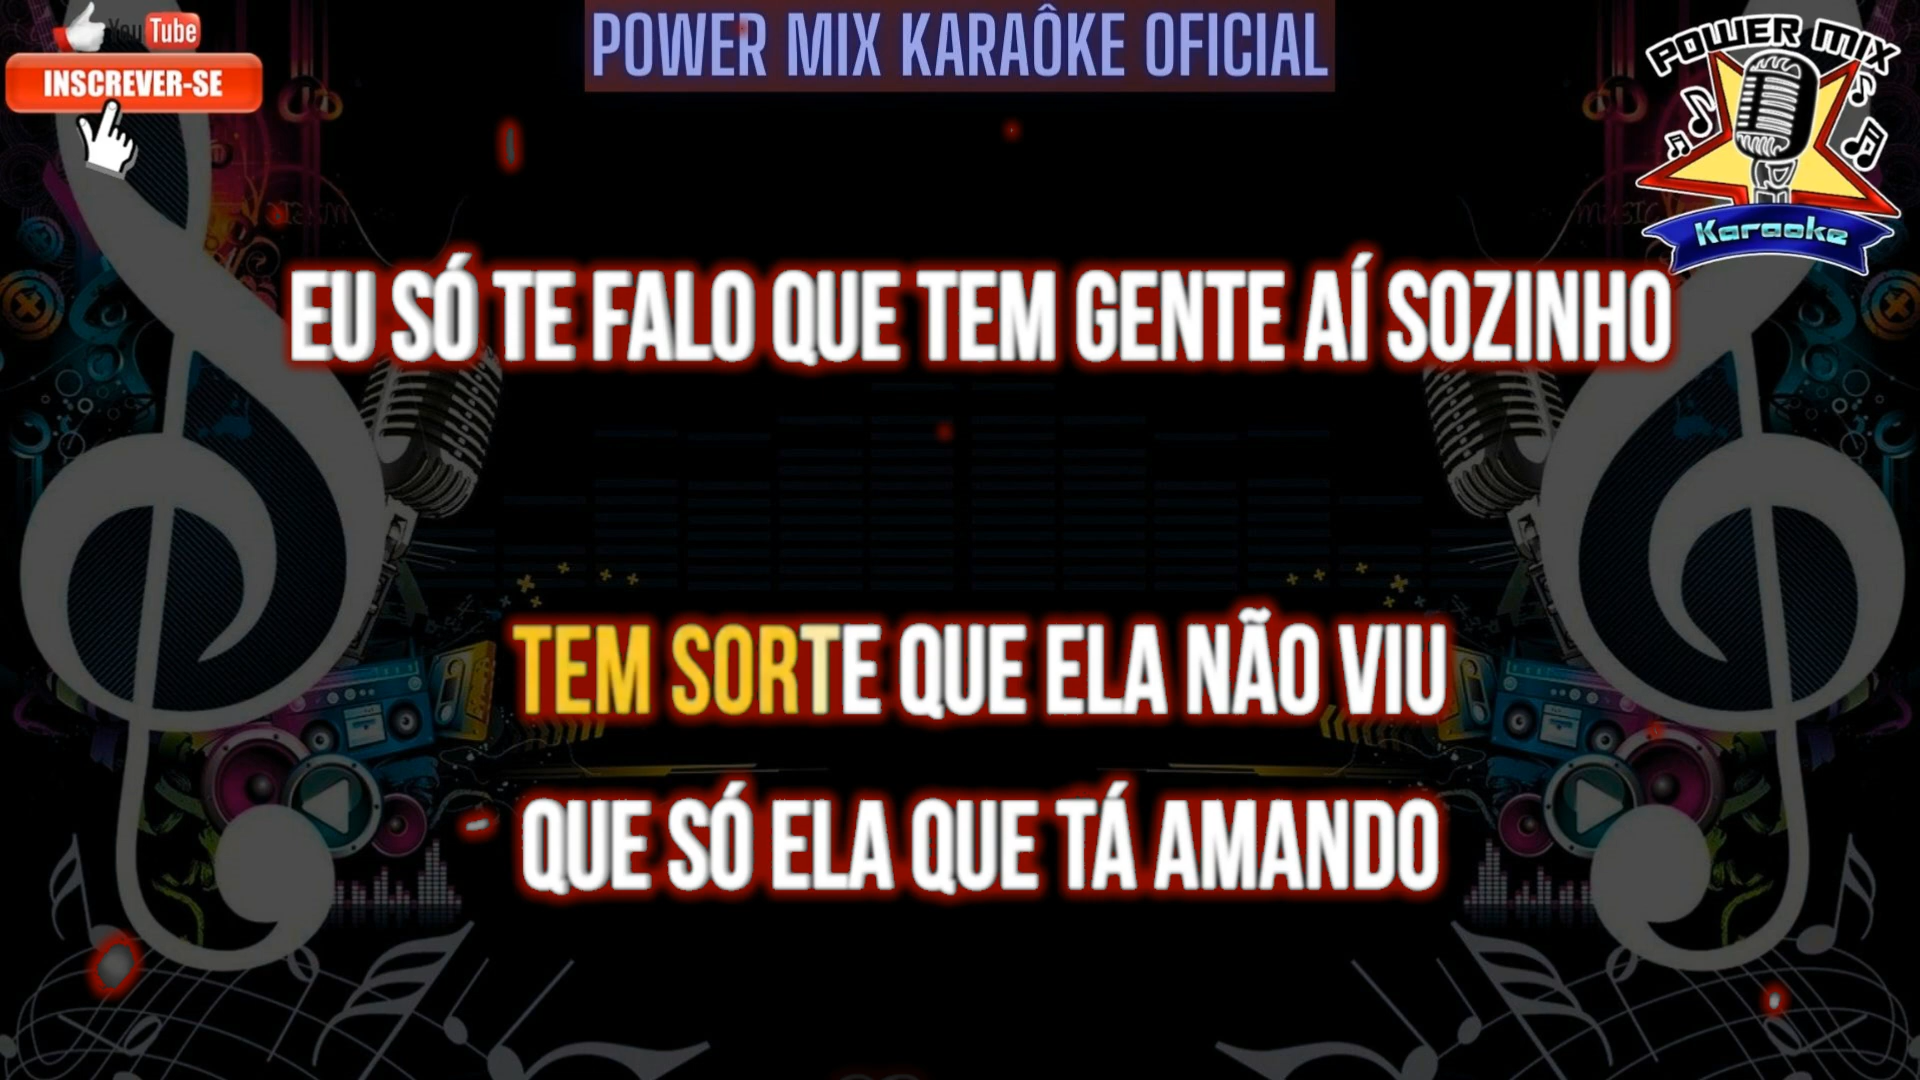 You Tube
INSCREVER-SE
POWER MIX KARAÔKE OFICIAL
POWER MIX
Karaoke
EU SÓ TE FALO QUE TEM GENTE AÍ SOZINHO
TEM SORTE QUE ELA NÃO VIU
QUE SÓ ELA QUE TÁ AMANDO